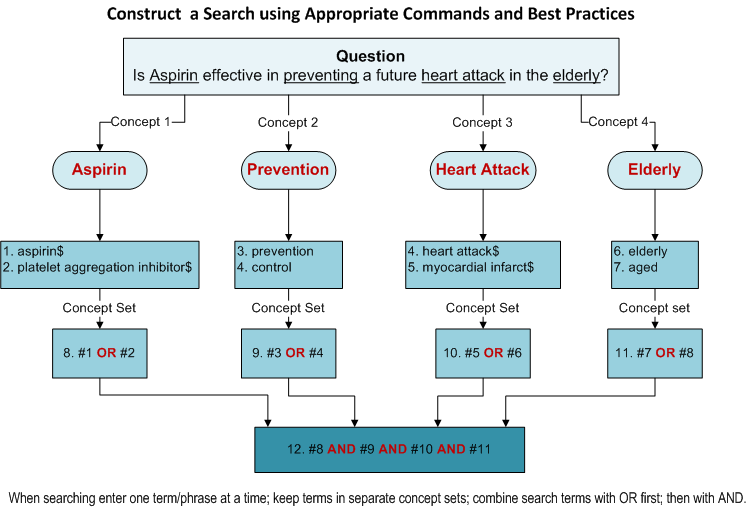 Construct a Search using Appropriate Commands and Best Practices
Question
Is Aspirin effective in preventing a future heart attack in the elderly?
Concept 1
Concept 2
Concept 3
Concept 4
Aspirin
Prevention
Heart Attack
Elderly
1. aspirin$
2. platelet aggregation inhibitor$
3. prevention
4. control
4. heart attack$
5. myocardial infarct$
6. elderly
7. aged
Concept Set
Concept Set
Concept Set
Concept set
8. #1 OR #2
9. #3 OR #4
10. #5 OR #6
11. #7 OR #8
12. #8 AND #9 AND #10 AND #11
When searching enter one term/phrase at a time; keep terms in separate concept sets; combine search terms with OR first; then with AND.